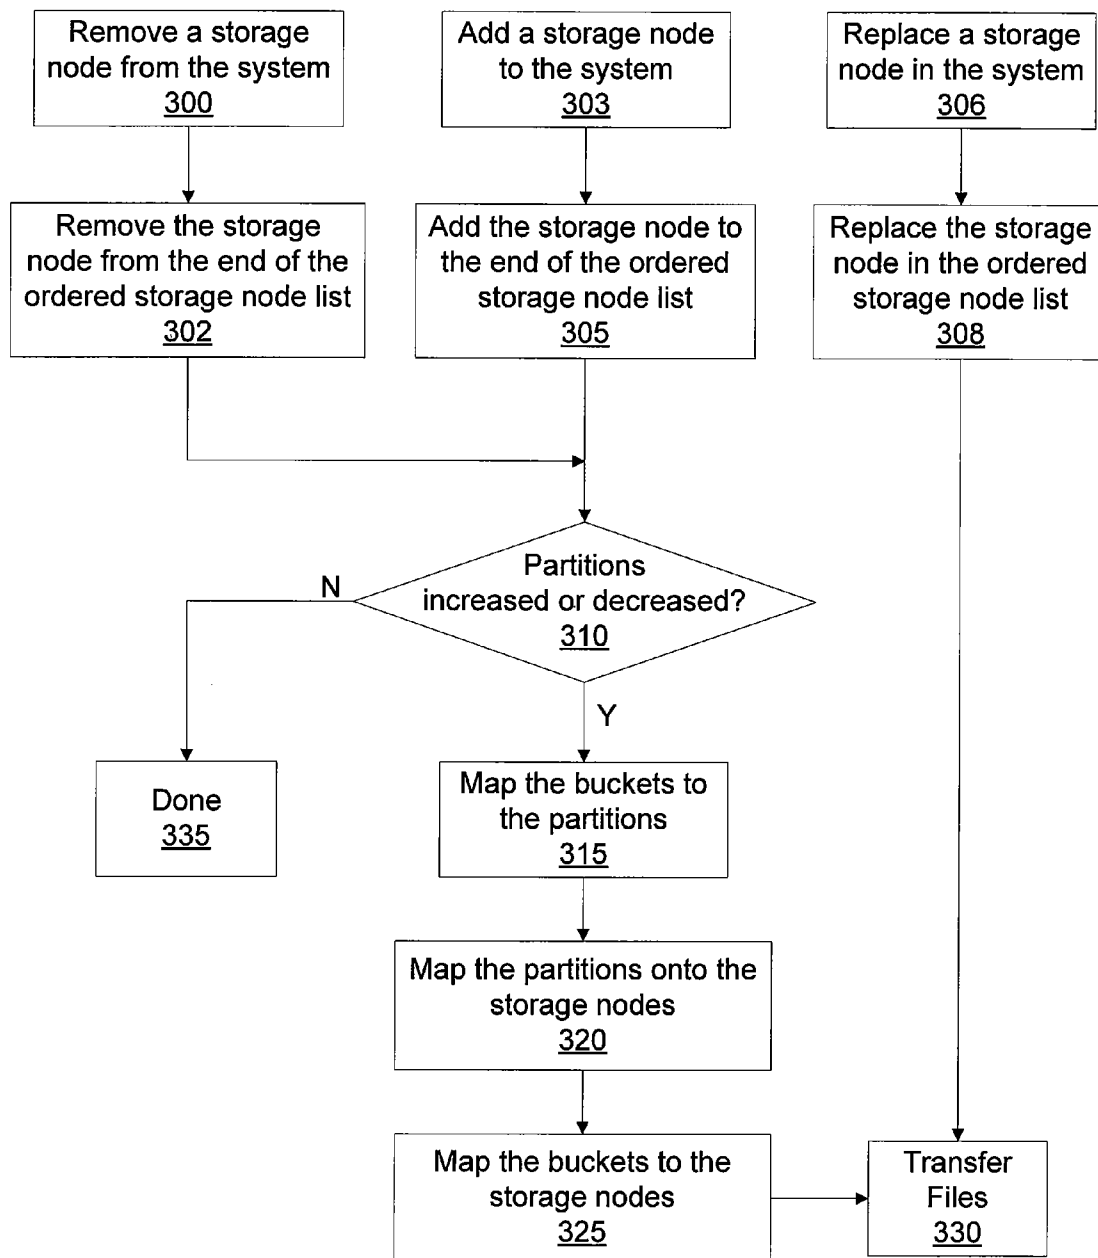 Remove a storage
node from the system
300
Add a storage node
to the system
303
Replace a storage
node in the system
306
Remove the storage
node from the end of the
ordered storage node list
302
Add the storage node to
the end of the ordered
storage node list
305
Replace the storage
node in the ordered
storage node list
308
Partitions
increased or decreased?
310
N
Y
Done
335
Map the buckets to
the partitions
315
Map the partitions onto the
storage nodes
320
Map the buckets to the
storage nodes
325
Transfer
Files
330